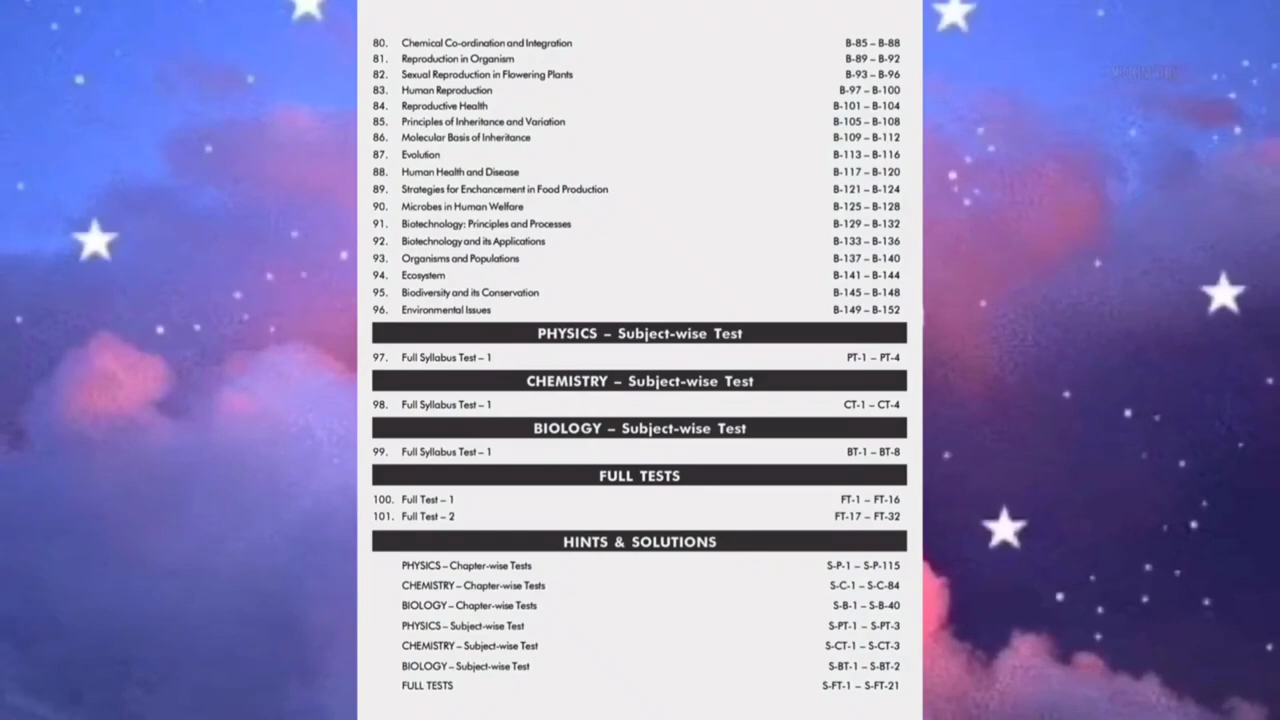 80. Chemical Co-ordination and Integration B-85 – B-88
81. Reproduction in Organism B-89 – B-92
82. Sexual Reproduction in Flowering Plants B-93 – B-96
83. Human Reproduction B-97 – B-100
84. Reproductive Health B-101 – B-104
85. Principles of Inheritance and Variation B-105 – B-108
86. Molecular Basis of Inheritance B-109 – B-112
87. Evolution B-113 – B-116
88. Human Health and Disease B-117 – B-120
89. Strategies for Enchancement in Food Production B-121 – B-124
90. Microbes in Human Welfare B-125 – B-128
91. Biotechnology: Principles and Processes B-129 – B-132
92. Biotechnology and its Applications B-133 – B-136
93. Organisms and Populations B-137 – B-140
94. Ecosystem B-141 – B-144
95. Biodiversity and its Conservation B-145 – B-148
96. Environmental Issues B-149 – B-152
PHYSICS – Subject-wise Test
97. Full Syllabus Test – 1 PT-1 – PT-4
CHEMISTRY – Subject-wise Test
98. Full Syllabus Test – 1 CT-1 – CT-4
BIOLOGY – Subject-wise Test
99. Full Syllabus Test – 1 BT-1 – BT-8
FULL TESTS
100. Full Test – 1 FT-1 – FT-16
101. Full Test – 2 FT-17 – FT-32
HINTS & SOLUTIONS
PHYSICS – Chapter-wise Tests S-P-1 – S-P-115
CHEMISTRY – Chapter-wise Tests S-C-1 – S-C-84
BIOLOGY – Chapter-wise Tests S-B-1 – S-B-40
PHYSICS – Subject-wise Test S-PT-1 – S-PT-3
CHEMISTRY – Subject-wise Test S-CT-1 – S-CT-3
BIOLOGY – Subject-wise Test S-BT-1 – S-BT-2
FULL TESTS S-FT-1 – S-FT-21